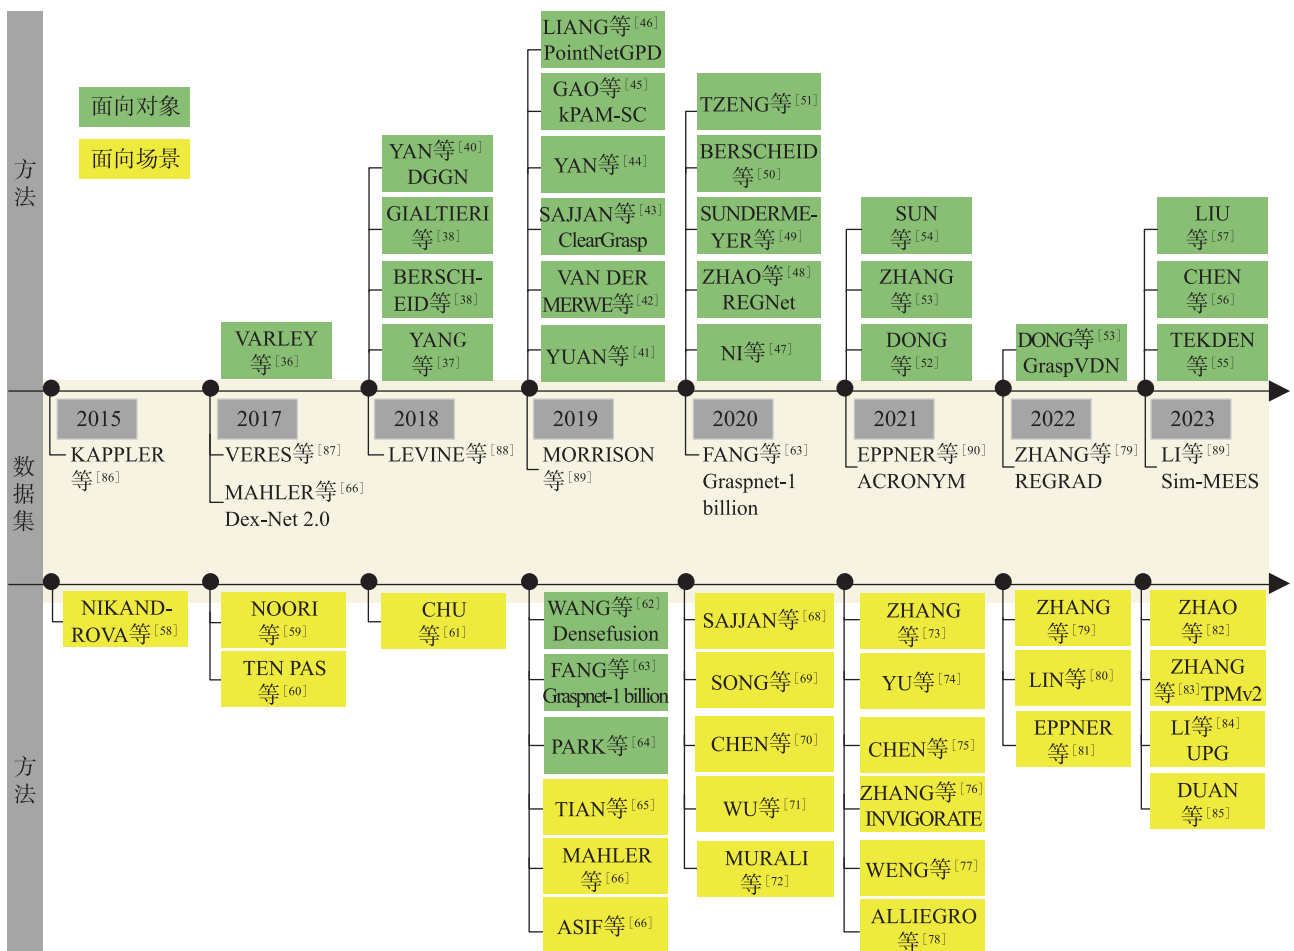 方法
面向对象
面向场景
VARLEY
等[36]
YAN等[40]
DGGN
GIALTIERI
等[38]
BERSCH-
EID等[38]
YANG
等[37]
LIANG等[46]
PointNetGPD
GAO等[45]
kPAM-SC
YAN等[44]
SAJJAN等[43]
ClearGrasp
VAN DER
MERWE等[42]
YUAN等[41]
TZENG等[51]
BERSCHEID
等[50]
SUNDERME-
YER等[49]
ZHAO等[48]
REGNet
NI等[47]
SUN
等[54]
ZHANG
等[53]
DONG
等[52]
DONG等[53]
GraspVDN
LIU
等[57]
CHEN
等[56]
TEKDEN
等[55]
数据集
2015
KAPPLER
等[86]
2017
VERES等[87]
MAHLER等[66]
Dex-Net 2.0
2018
LEVINE等[88]
2019
MORRISON
等[89]
2020
FANG等[63]
Graspnet-1
billion
2021
EPPNER等[90]
ACRONYM
2022
ZHANG等[79]
REGRAD
2023
LI等[89]
Sim-MEES
方法
NIKAND-
ROVA等[58]
NOORI
等[59]
TEN PAS
等[60]
CHU
等[61]
WANG等[62]
Densefusion
FANG等[63]
Graspnet-1 billion
PARK等[64]
TIAN等[65]
MAHLER
等[66]
ASIF等[66]
SAJJAN等[68]
SONG等[69]
CHEN等[70]
WU等[71]
MURALI
等[72]
ZHANG
等[73]
YU等[74]
CHEN等[75]
ZHANG等[76]
INVIGORATE
WENG等[77]
ALLIEGRO
等[78]
ZHANG
等[79]
LIN等[80]
EPPNER
等[81]
ZHAO
等[82]
ZHANG
等[83]TPMv2
LI等[84]
UPG
DUAN
等[85]